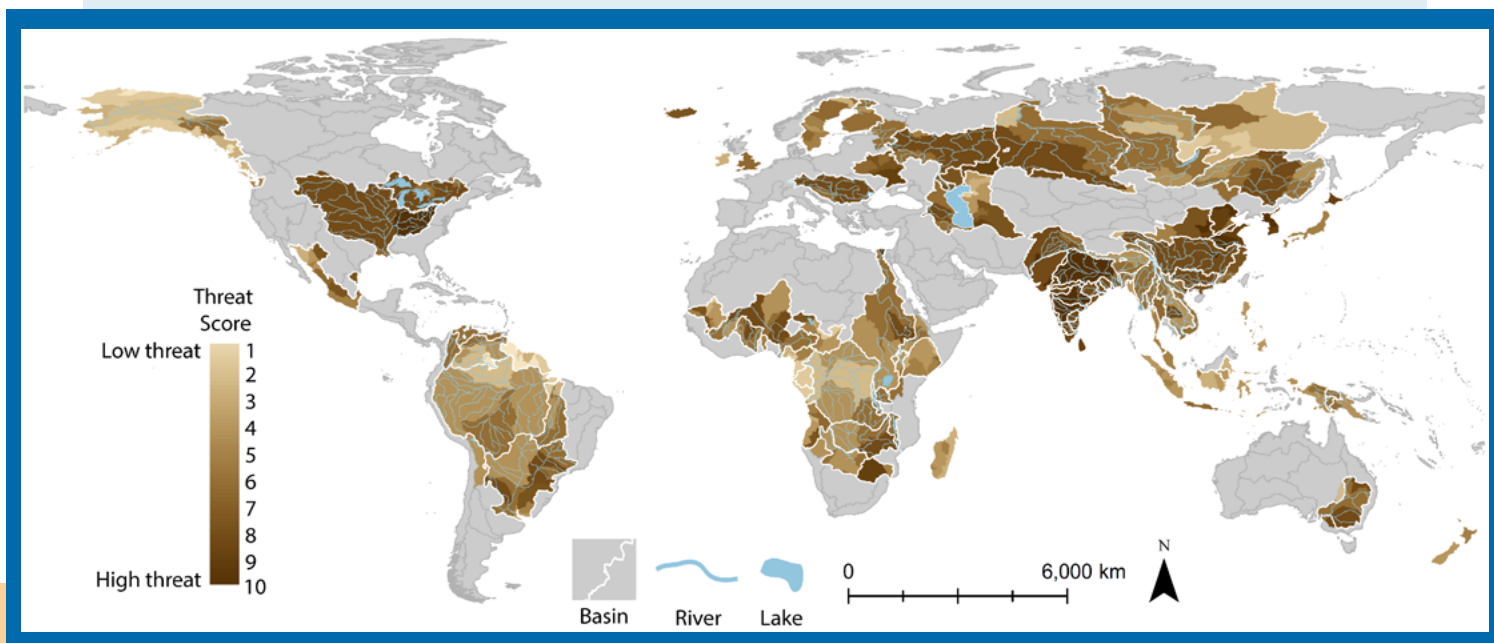 Threat
Score
Low threat
1
2
3
4
5
6
7
8
9
High threat
10
Basin
River
Lake
0
6,000 km
N